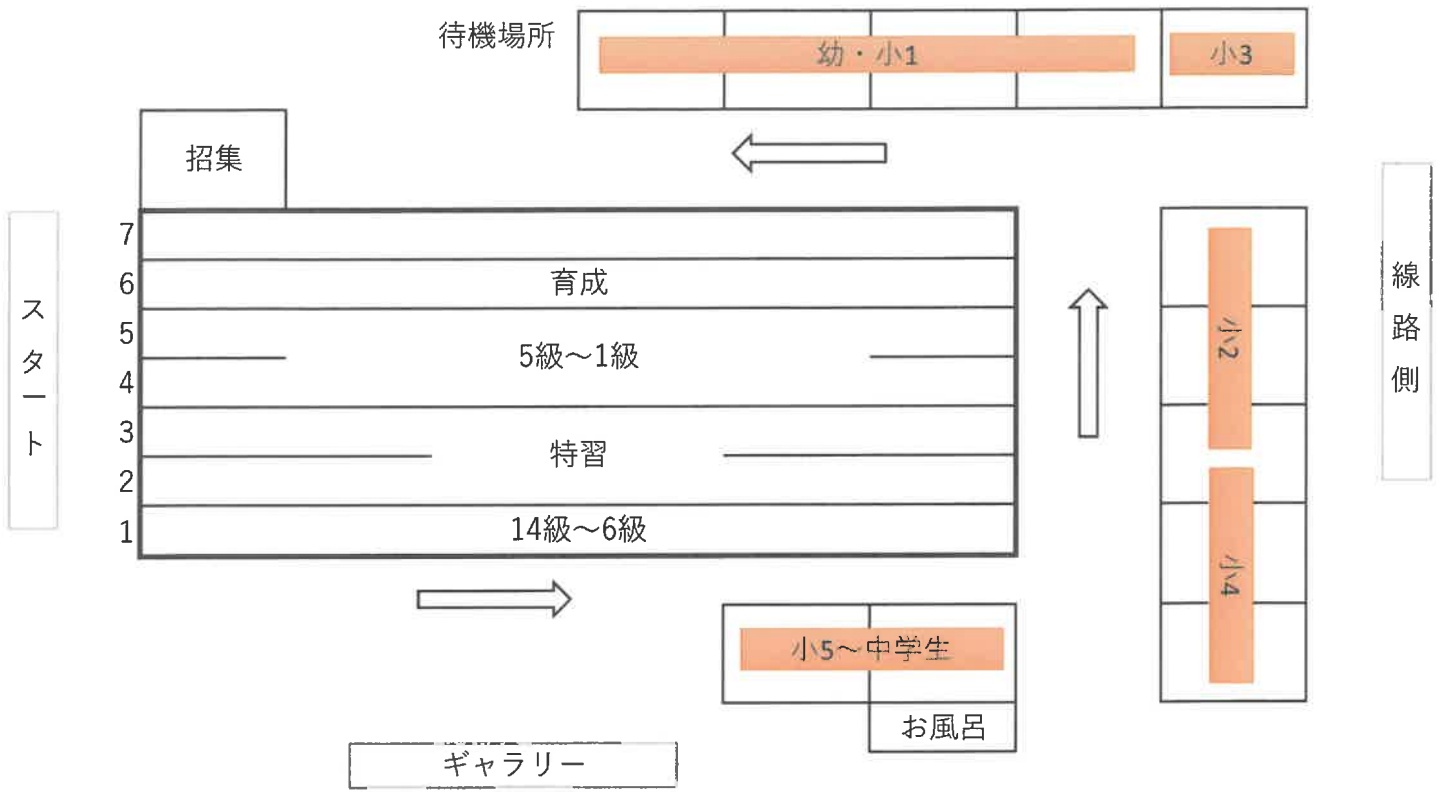 待機場所
幼・小1
小3
招集
スタート
7
6
育成
5
5級～1級
4
3
特習
2
1
14級～6級
小2
小4
線路側
小5～中学生
お風呂
ギャラリー